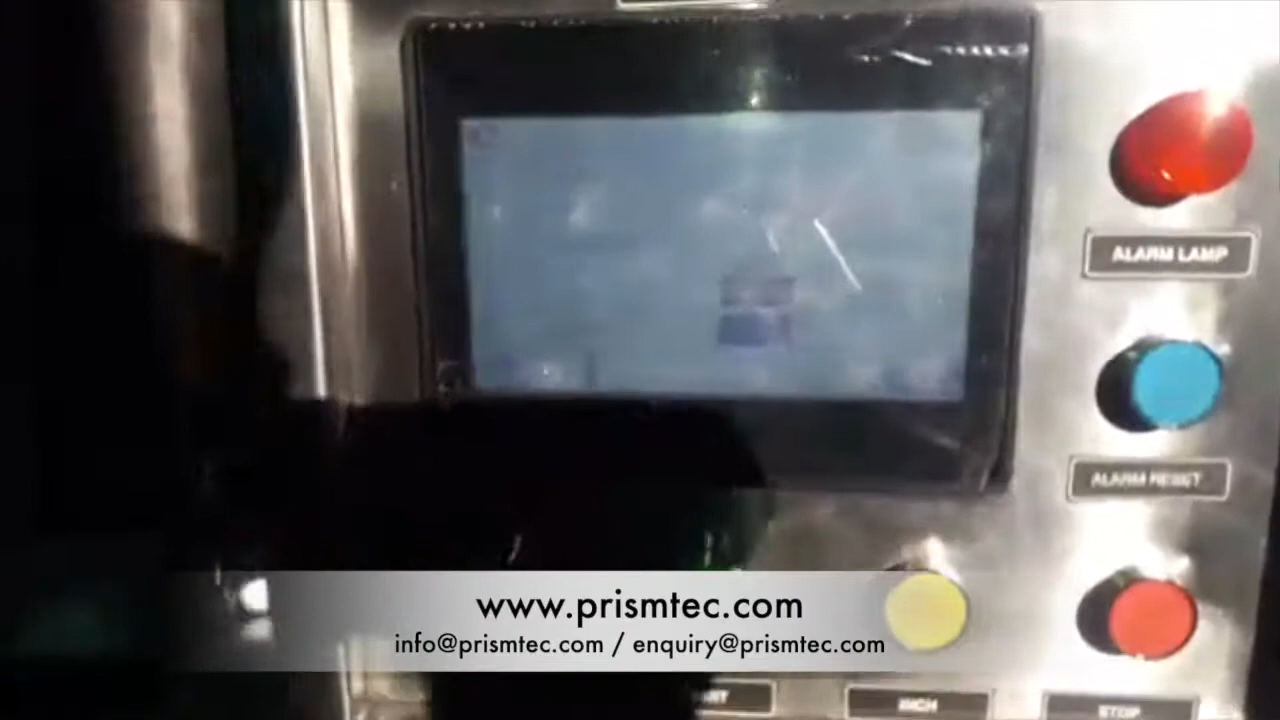 ALARM LAMP
ALARM RESET
www.prismtec.com
info@prismtec.com / enquiry@prismtec.com
INCH
STOP